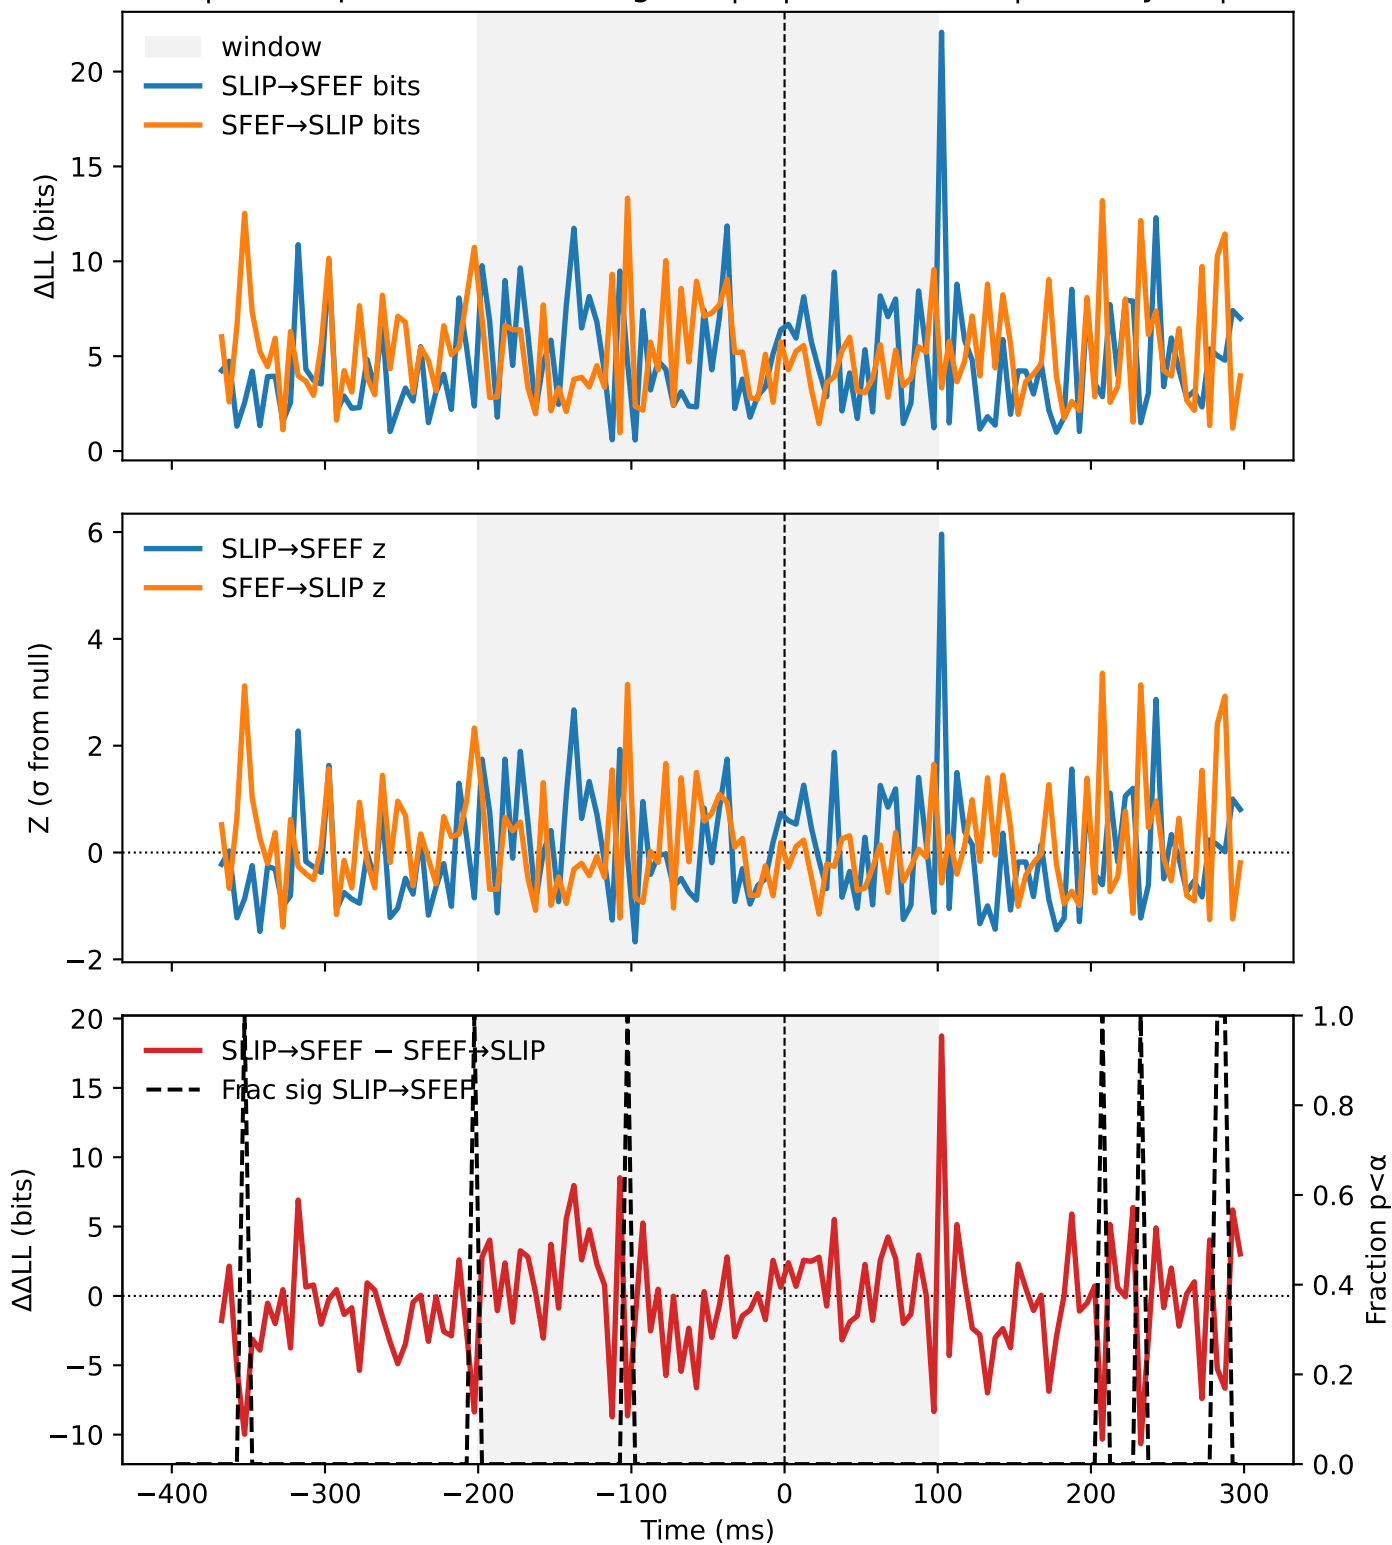 window
SLIP→SFEF bits
SFEF→SLIP bits
ΔLL (bits)
20
15
10
5
0
SLIP→SFEF z
SFEF→SLIP z
Z (σ from null)
6
4
2
0
−2
SLIP→SFEF − SFEF→SLIP
Frac sig SLIP→SFEF
ΔΔLL (bits)
20
15
10
5
0
−5
−10
1.0
0.8
0.6
0.4
0.2
0.0
Fraction p<α
−400 −300 −200 −100 0 100 200 300
Time (ms)